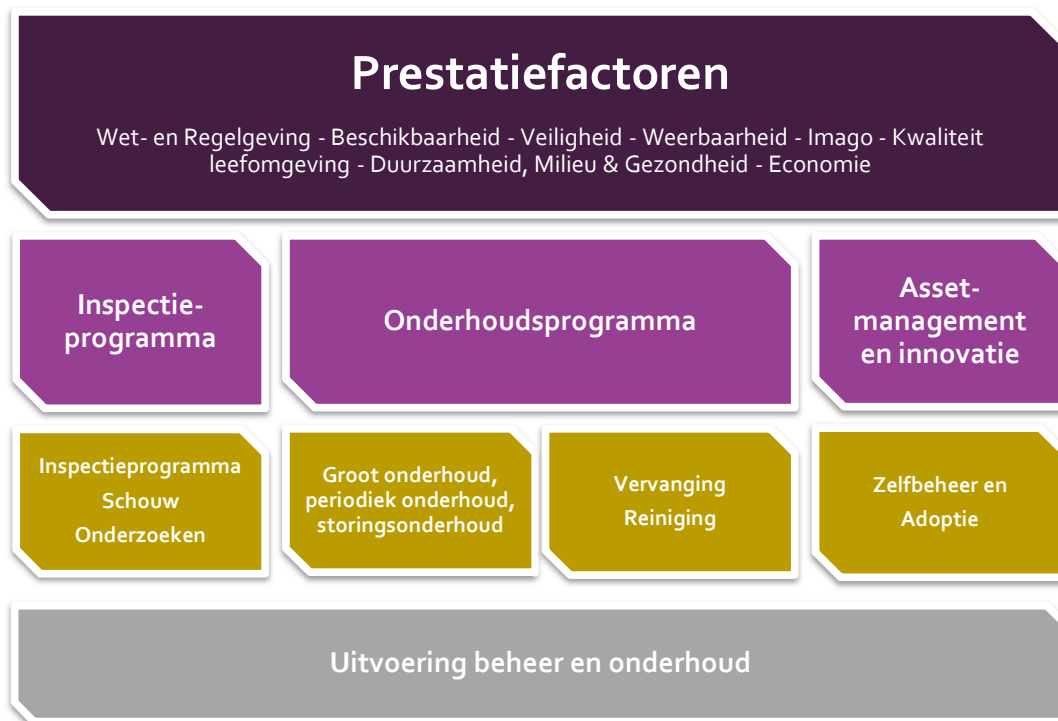 Prestatiefactoren
Wet- en Regelgeving - Beschikbaarheid - Veiligheid - Weerbaarheid - Imago - Kwaliteit
leefomgeving - Duurzaamheid, Milieu & Gezondheid - Economie
Inspectie-
programma
Onderhoudsprogramma
Asset-
management
en innovatie
Inspectieprogramma
Schouw
Onderzoeken
Groot onderhoud,
periodiek onderhoud,
storingsonderhoud
Vervanging
Reiniging
Zelfbeheer en
Adoptie
Uitvoering beheer en onderhoud